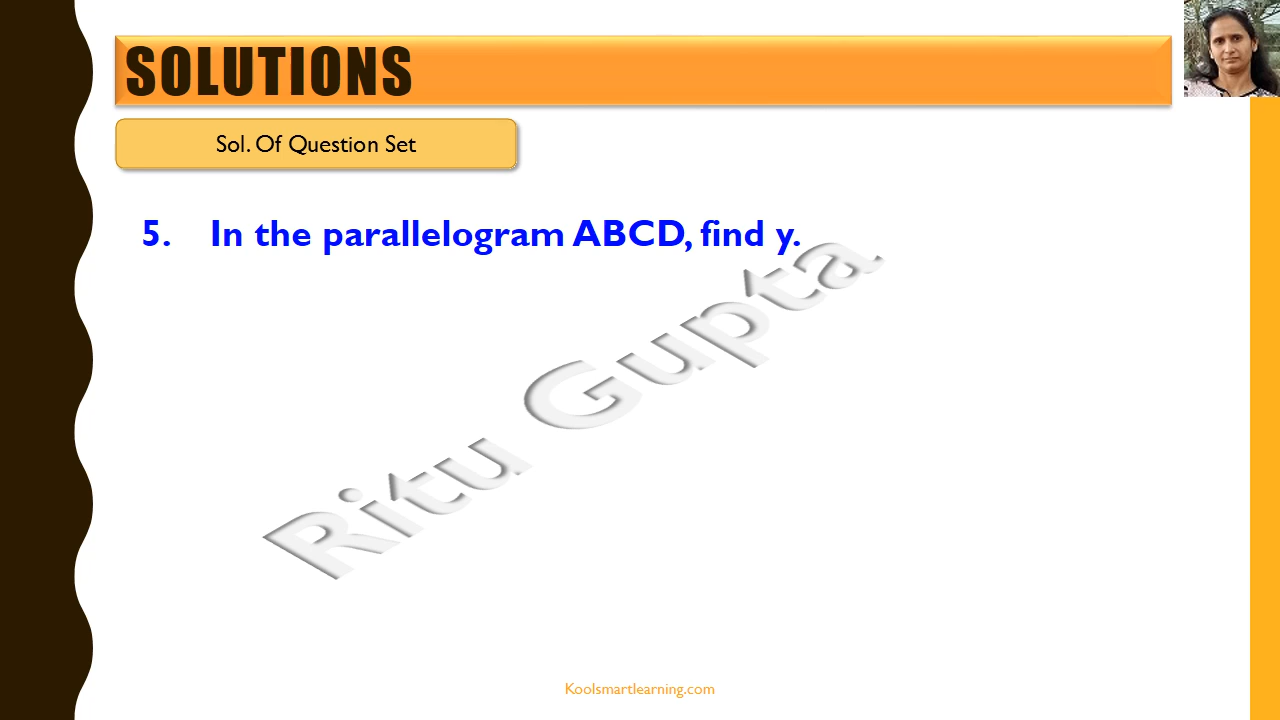 SOLUTIONS
Sol. Of Question Set
5. In the parallelogram ABCD, find y.
Ritu Gupta
Koolsmartlearning.com